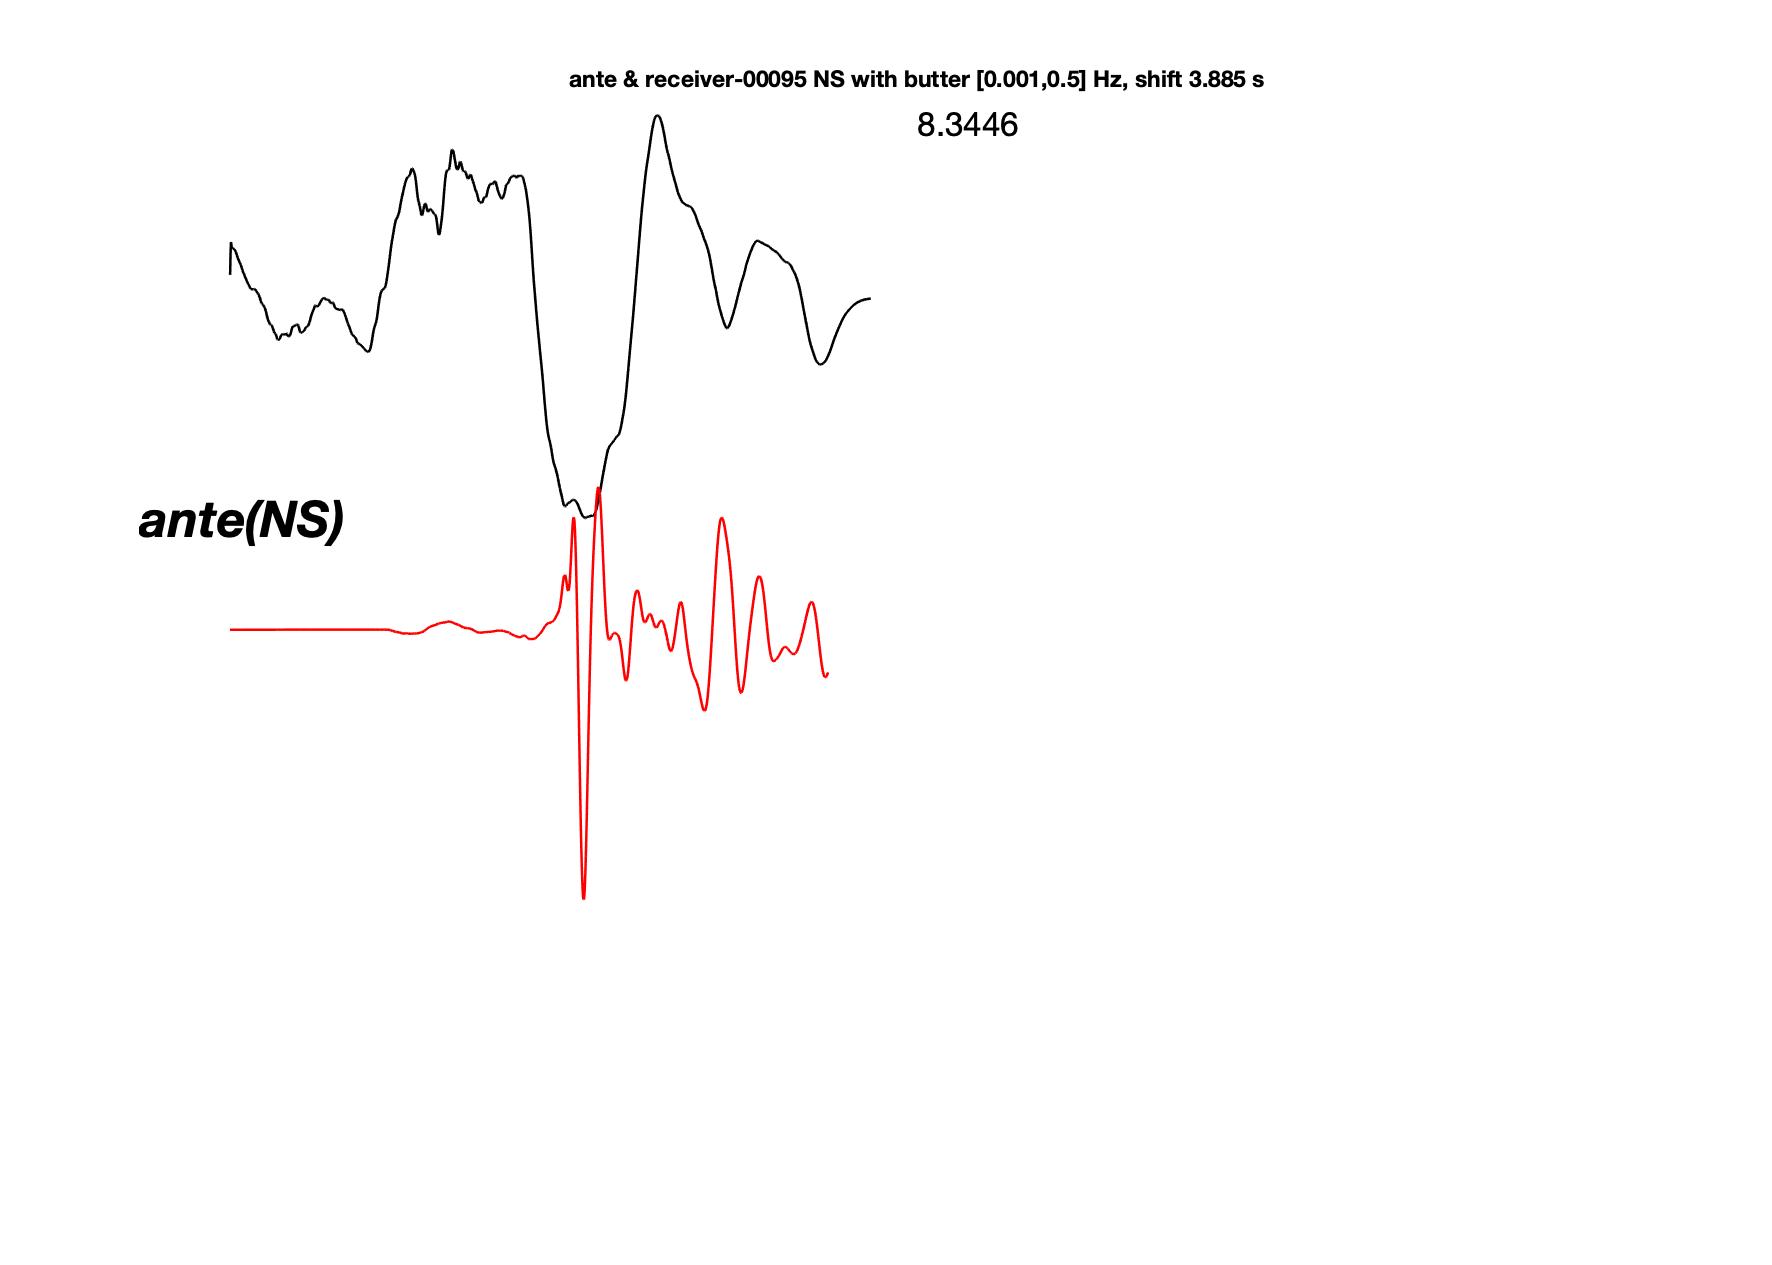 ante & receiver-00095 NS with butter [0.001,0.5] Hz, shift 3.885 s
8.3446
ante(NS)